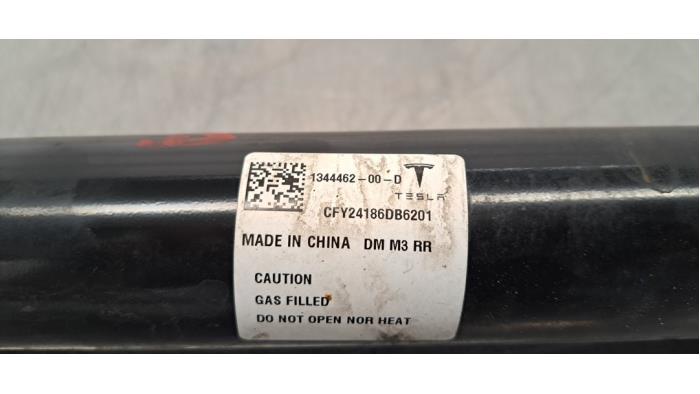 1344462-00-D
TESLA
CFY24186DB6201
MADE IN CHINA DM M3 RR
CAUTION
GAS FILLED
DO NOT OPEN NOR HEAT